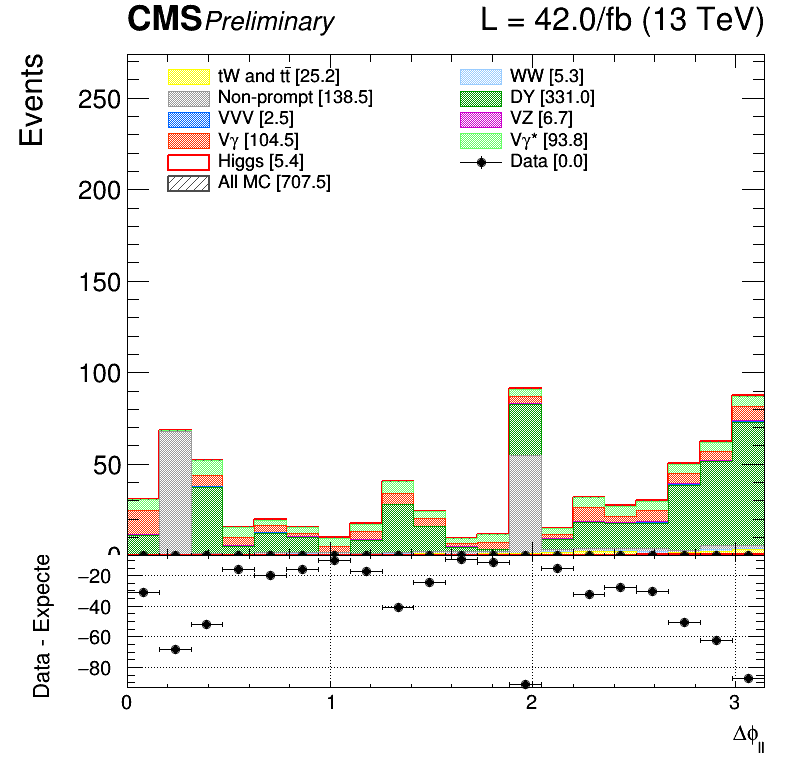 CMS Preliminary L = 42.0/fb (13 TeV)
Events
tW and tt̄ [25.2] WW [5.3]
Non-prompt [138.5] DY [331.0]
VVV [2.5] VZ [6.7]
Vγ [104.5] Vγ* [93.8]
Higgs [5.4] Data [0.0]
All MC [707.5]
250
200
150
100
50
0
Data - Expecte
−20
−40
−60
−80
0 1 2 3
Δϕll